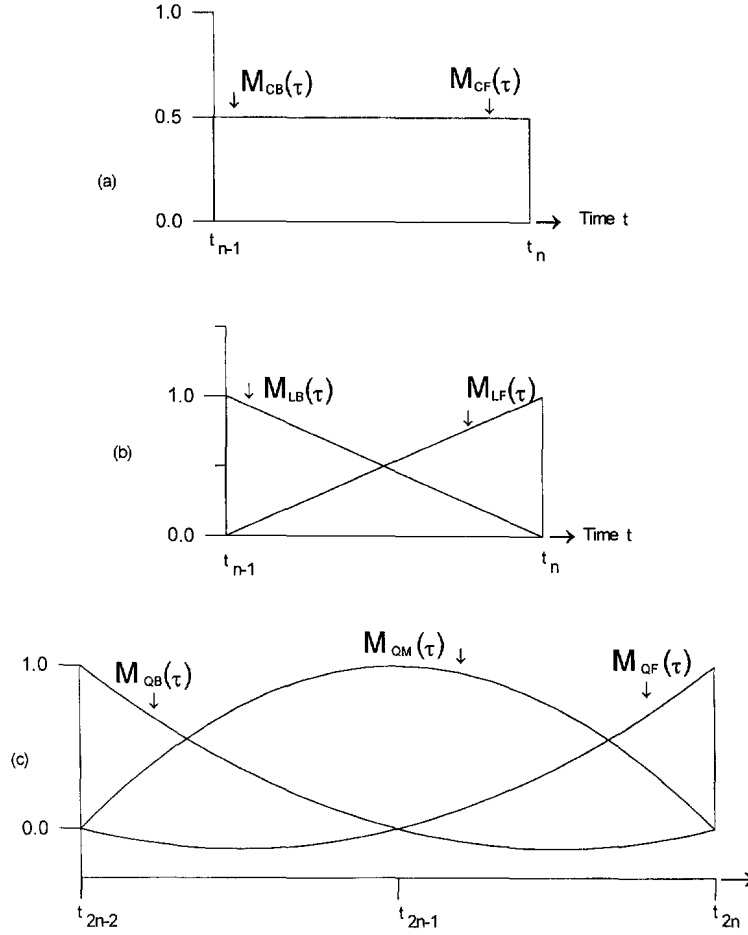 1.0
M_CB(τ) M_CF(τ)
0.5
(a)
0.0
t_n-1 t_n Time t
M_LB(τ) M_LF(τ)
1.0
(b)
0.0
t_n-1 t_n Time t
M_QM(τ)
1.0 M_QB(τ) M_QF(τ)
(c)
0.0
t_2n-2 t_2n-1 t_2n